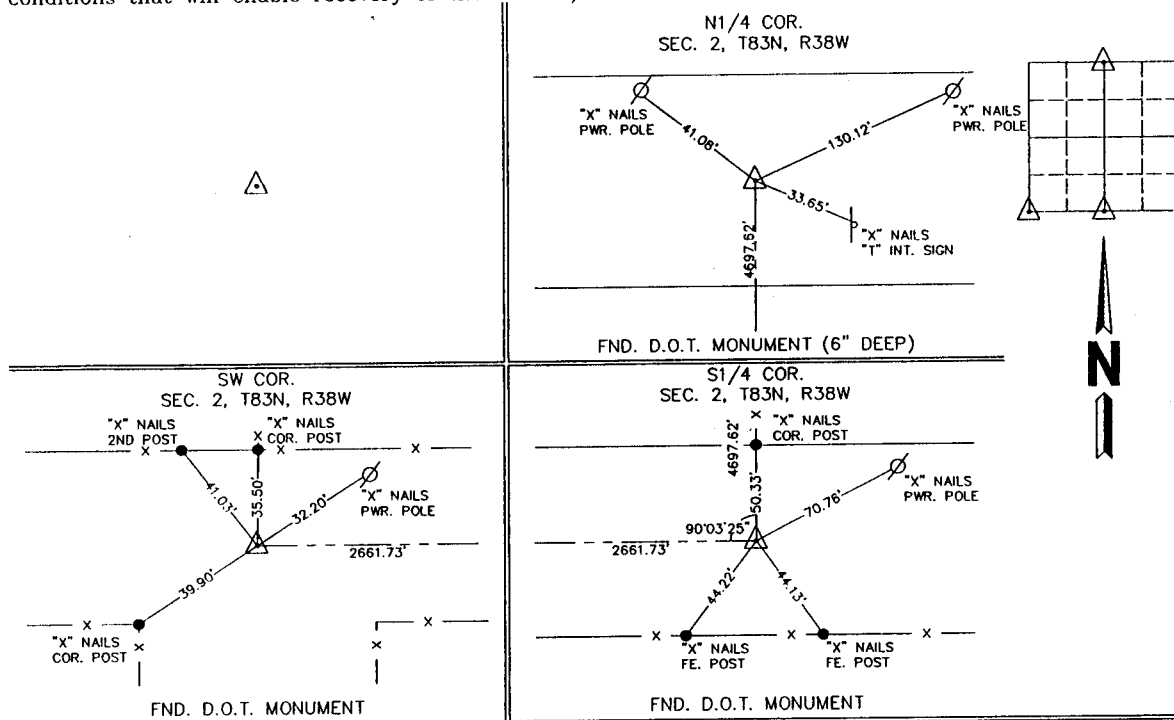 conditions that will enable recovery of the
N1/4 COR.
SEC. 2, T83N, R38W
"X" NAILS
PWR. POLE
"X" NAILS
PWR. POLE
41.08'
130.12'
33.65'
"X" NAILS
"T" INT. SIGN
4697.62'
FND. D.O.T. MONUMENT (6" DEEP)
N
SW COR.
SEC. 2, T83N, R38W
"X" NAILS
2ND POST
"X" NAILS
COR. POST
X
X
X
X
41.03'
35.50'
32.20'
"X" NAILS
PWR. POLE
2661.73'
39.90'
X
X
"X" NAILS
COR. POST
X
X
FND. D.O.T. MONUMENT
S1/4 COR.
SEC. 2, T83N, R38W
X
"X" NAILS
COR. POST
4697.62'
50.33'
70.76'
"X" NAILS
PWR. POLE
90°03'25"
2661.73'
44.22'
44.13'
X
X
X
"X" NAILS
FE. POST
"X" NAILS
FE. POST
FND. D.O.T. MONUMENT